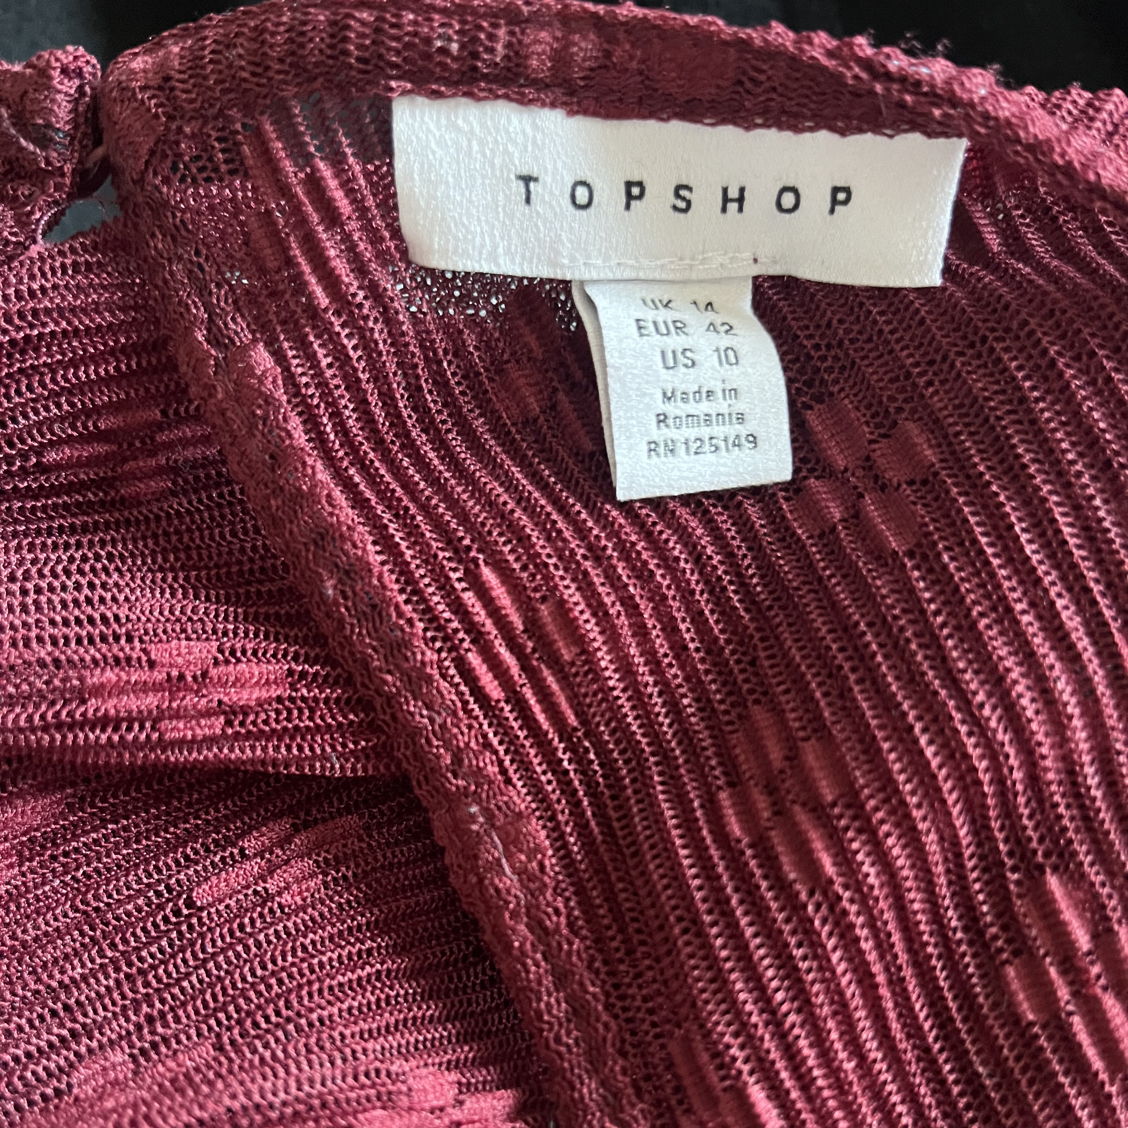 TOPSHOP
UK 14
EUR 42
US 10
Made in
Romania
RN 125149